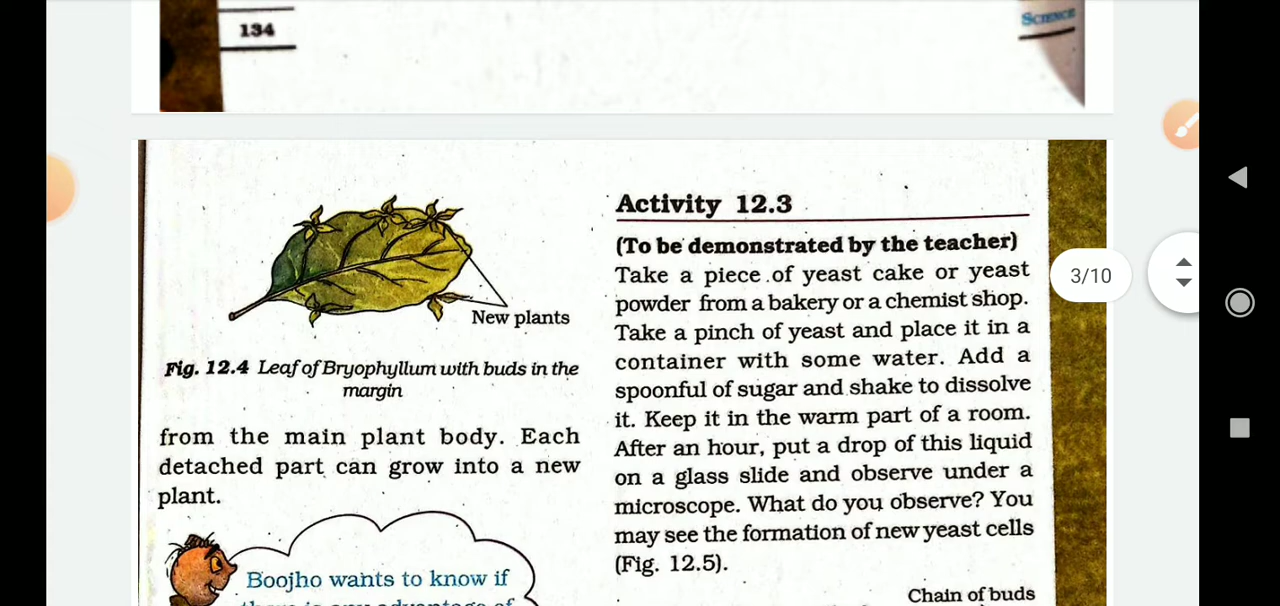 134
SCIENCE
New plants
Fig. 12.4 Leaf of Bryophyllum with buds in the
margin
from the main plant body. Each
detached part can grow into a new
plant.
Boojho wants to know if
Activity 12.3
(To be demonstrated by the teacher)
Take a piece of yeast cake or yeast
powder from a bakery or a chemist shop.
Take a pinch of yeast and place it in a
container with some water. Add a
spoonful of sugar and shake to dissolve
it. Keep it in the warm part of a room.
After an hour, put a drop of this liquid
on a glass slide and observe under a
microscope. What do you observe? You
may see the formation of new yeast cells
(Fig. 12.5).
Chain of buds
3/10